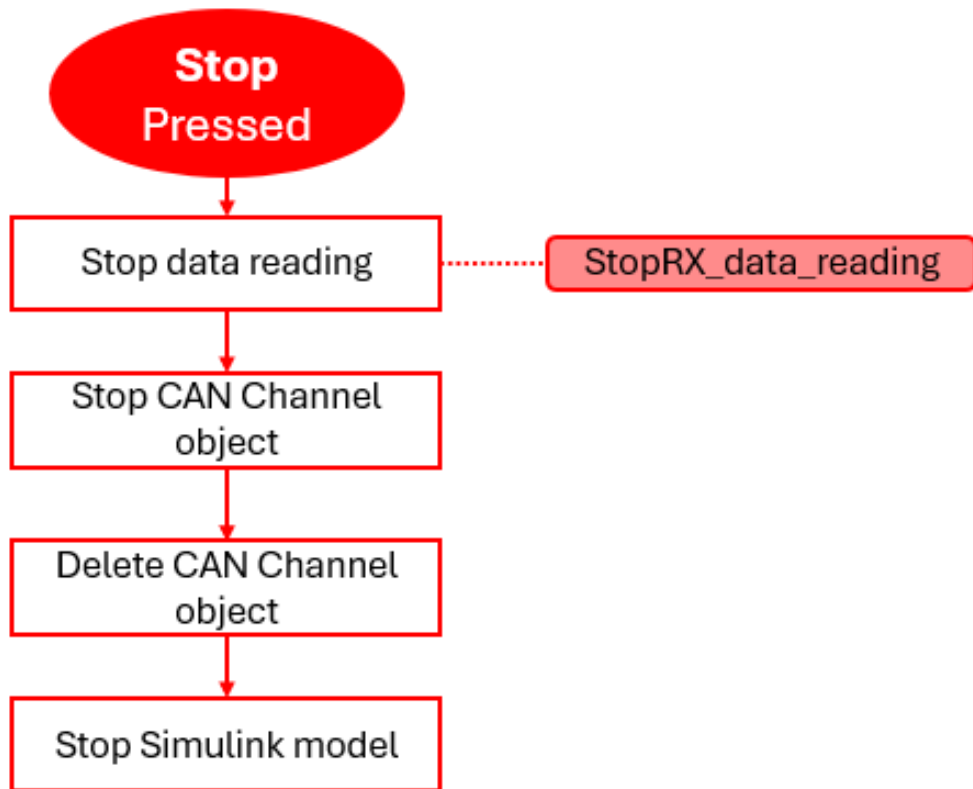 Stop
Pressed
Stop data reading
StopRX_data_reading
Stop CAN Channel
object
Delete CAN Channel
object
Stop Simulink model